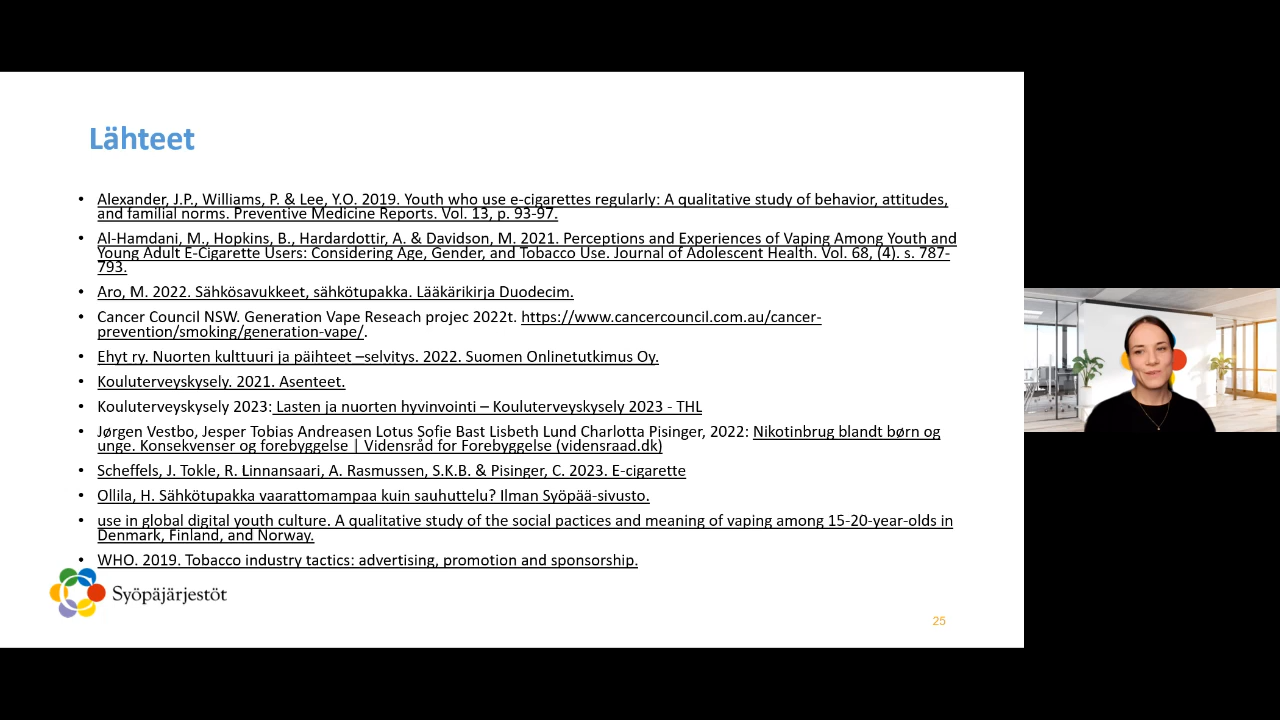 Lähteet
• Alexander, J.P., Williams, P. & Lee, Y.O. 2019. Youth who use e-cigarettes regularly: A qualitative study of behavior, attitudes,
and familial norms. Preventive Medicine Reports. Vol. 13, p. 93-97.
• Al-Hamdani, M., Hopkins, B., Hardardottir, A. & Davidson, M. 2021. Perceptions and Experiences of Vaping Among Youth and
Young Adult E-Cigarette Users: Considering Age, Gender, and Tobacco Use. Journal of Adolescent Health. Vol. 68, (4). s. 787-
793.
• Aro, M. 2022. Sähkösavukkeet, sähkötupakka. Lääkärikirja Duodecim.
• Cancer Council NSW. Generation Vape Reseach projec 2022t. https://www.cancercouncil.com.au/cancer-
prevention/smoking/generation-vape/.
• Ehyt ry. Nuorten kulttuuri ja päihteet –selvitys. 2022. Suomen Onlinetutkimus Oy.
• Kouluterveyskysely. 2021. Asenteet.
• Kouluterveyskysely 2023: Lasten ja nuorten hyvinvointi – Kouluterveyskysely 2023 - THL
• Jørgen Vestbo, Jesper Tobias Andreasen Lotus Sofie Bast Lisbeth Lund Charlotta Pisinger, 2022: Nikotinbrug blandt børn og
unge. Konsekvenser og forebyggelse | Vidensråd for Forebyggelse (vidensraad.dk)
• Scheffels, J. Tokle, R. Linnansaari, A. Rasmussen, S.K.B. & Pisinger, C. 2023. E-cigarette
• Ollila, H. Sähkötupakka vaarattomampaa kuin sauhuttelu? Ilman Syöpää-sivusto.
• use in global digital youth culture. A qualitative study of the social pactices and meaning of vaping among 15-20-year-olds in
Denmark, Finland, and Norway.
• WHO. 2019. Tobacco industry tactics: advertising, promotion and sponsorship.
Syöpäjärjestöt
25